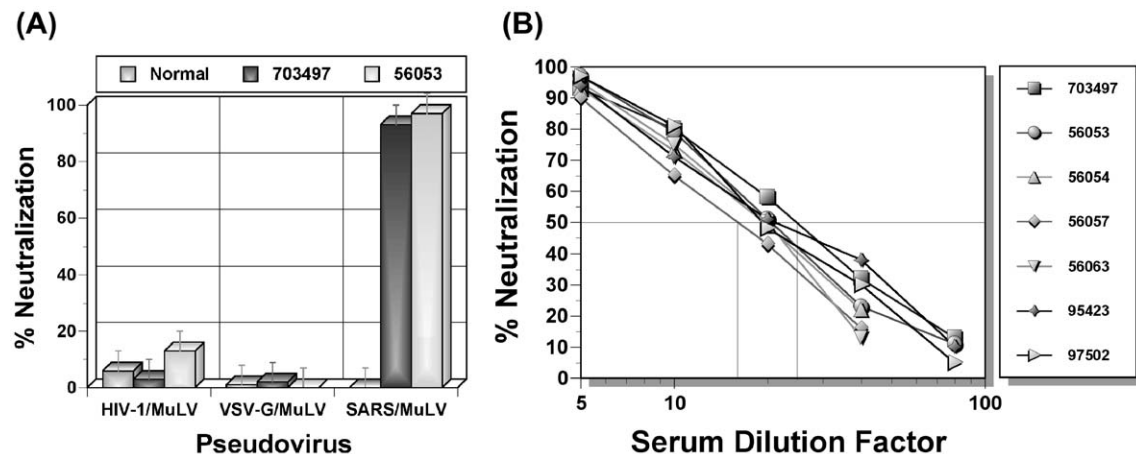 (A)
Normal 703497 56053
100
80
60
40
20
0
% Neutralization
HIV-1/MuLV VSV-G/MuLV SARS/MuLV
Pseudovirus
(B)
100
90
80
70
60
50
40
30
20
10
0
% Neutralization
5 10 100
Serum Dilution Factor
703497
56053
56054
56057
56063
95423
97502